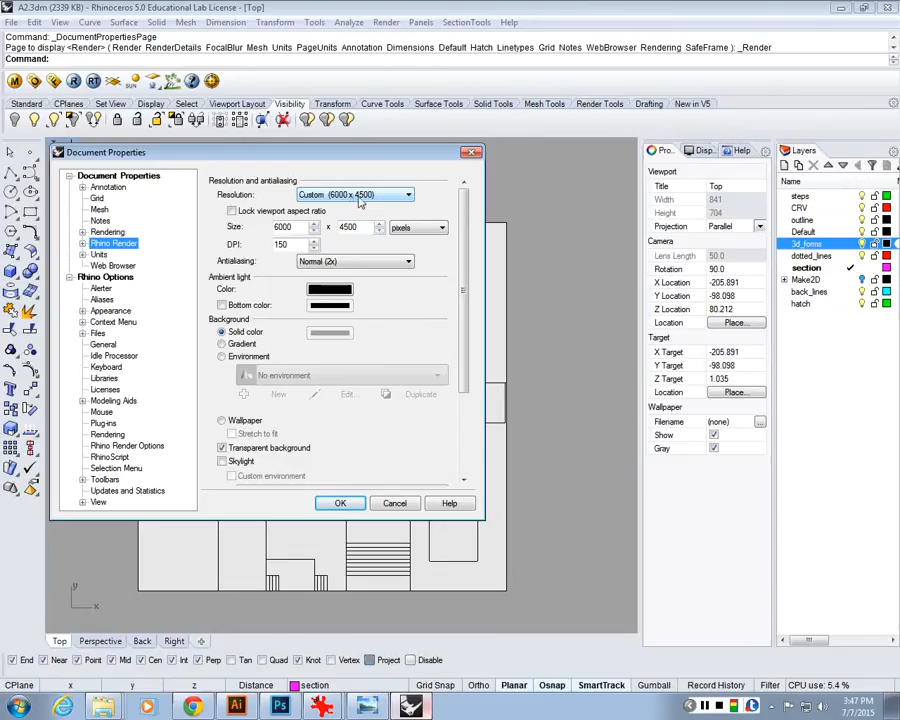 A2.3dm (2339 KB) - Rhinoceros 5.0 Educational Lab License - [Top]
File Edit View Curve Surface Solid Mesh Dimension Transform Tools Analyze Render Panels SectionTools Help
Command: _DocumentPropertiesPage
Page to display <Render> ( Render RenderDetails FocalBlur Mesh Units PageUnits Annotation Dimensions Default Hatch Linetypes Grid Notes WebBrowser Rendering SafeFrame ): _Render
Command:
Standard CPlanes Set View Display Select Viewport Layout Visibility Transform Curve Tools Surface Tools Solid Tools Mesh Tools Render Tools Drafting New in V5
Document Properties
Document Properties
Annotation
Grid
Mesh
Notes
Rendering
Rhino Render
Units
Web Browser
Rhino Options
Alerter
Aliases
Appearance
Context Menu
Files
General
Idle Processor
Keyboard
Libraries
Licenses
Modeling Aids
Mouse
Plug-ins
Rendering
Rhino Render Options
RhinoScript
Selection Menu
Toolbars
Updates and Statistics
View
Resolution and antialiasing
Resolution: Custom (6000 x 4500)
Lock viewport aspect ratio
Size: 6000 x 4500 pixels
DPI: 150
Antialiasing: Normal (2x)
Ambient light
Color:
Bottom color:
Background
Solid color
Gradient
Environment
No environment
New Edit... Duplicate
Wallpaper
Stretch to fit
Transparent background
Skylight
Custom environment
OK Cancel Help
Pro... Disp... Help
Viewport
Title Top
Width 841
Height 704
Projection Parallel
Camera
Lens Length 50.0
Rotation 90.0
X Location -205.891
Y Location -98.098
Z Location 80.212
Location Place...
Target
X Target -205.891
Y Target -98.098
Z Target 1.035
Location Place...
Wallpaper
Filename (none) ...
Show
Gray
Layers
Name
steps
CRV
outline
Default
3d_forms
dotted_lines
section
Make2D
back_lines
hatch
y
x
Top Perspective Back Right
End Near Point Mid Cen Int Perp Tan Quad Knot Vertex Project Disable
CPlane x y z Distance section Grid Snap Ortho Planar Osnap SmartTrack Gumball Record History Filter CPU use: 5.4 %
Ai Ps
3:47 PM
7/7/2015